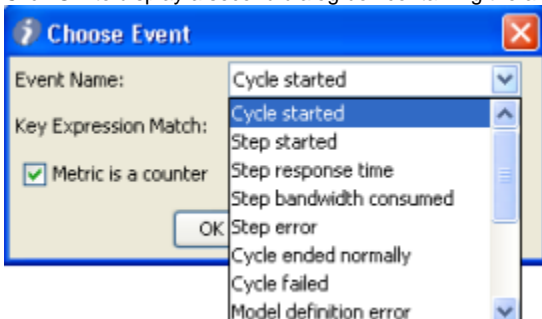 Choose Event
Event Name: Cycle started
Key Expression Match:
Metric is a counter
OK
Cycle started
Step started
Step response time
Step bandwidth consumed
Step error
Cycle ended normally
Cycle failed
Model definition error